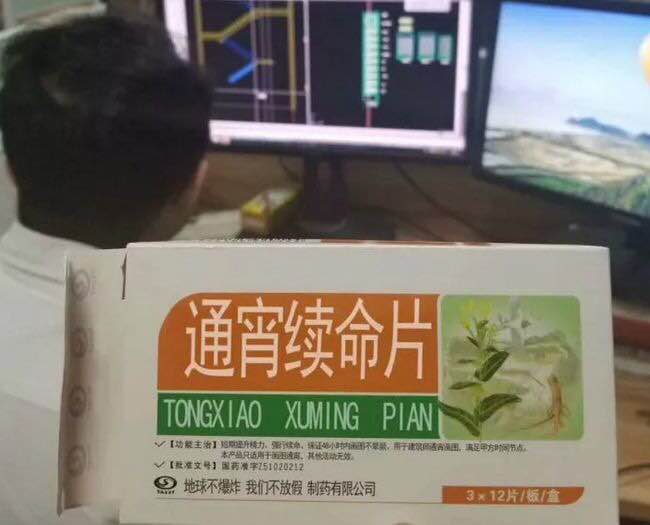 通宵续命片
TONGXIAO XUMING PIAN
【功能主治】短期提升精力,强行续命,保证48小时内画图不晕厥,用于建筑师通宵画图,满足甲方时间节点。
本产品只适用于画图通宵,其他活动无效。
【批准文号】国药准字Z51020212
地球不爆炸 我们不放假 制药有限公司
3×12片/板/盒